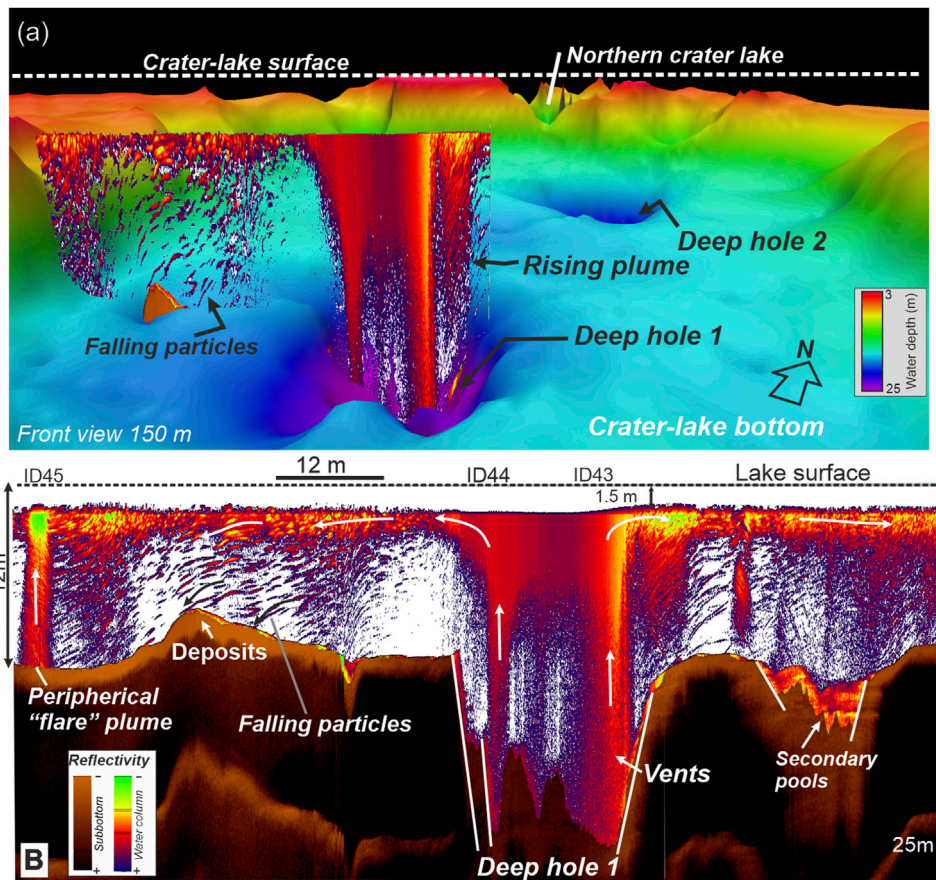 (a)
Crater-lake surface
Northern crater lake
Deep hole 2
Rising plume
Falling particles
Deep hole 1
3
Water depth (m)
25
N
Front view 150 m
Crater-lake bottom
ID45
12 m
ID44
ID43
Lake surface
1.5 m
12m
Deposits
Peripherical
"flare" plume
Falling particles
Secondary
pools
Vents
Reflectivity
-
-
Subbottom
Water column
+
+
B
Deep hole 1
25m